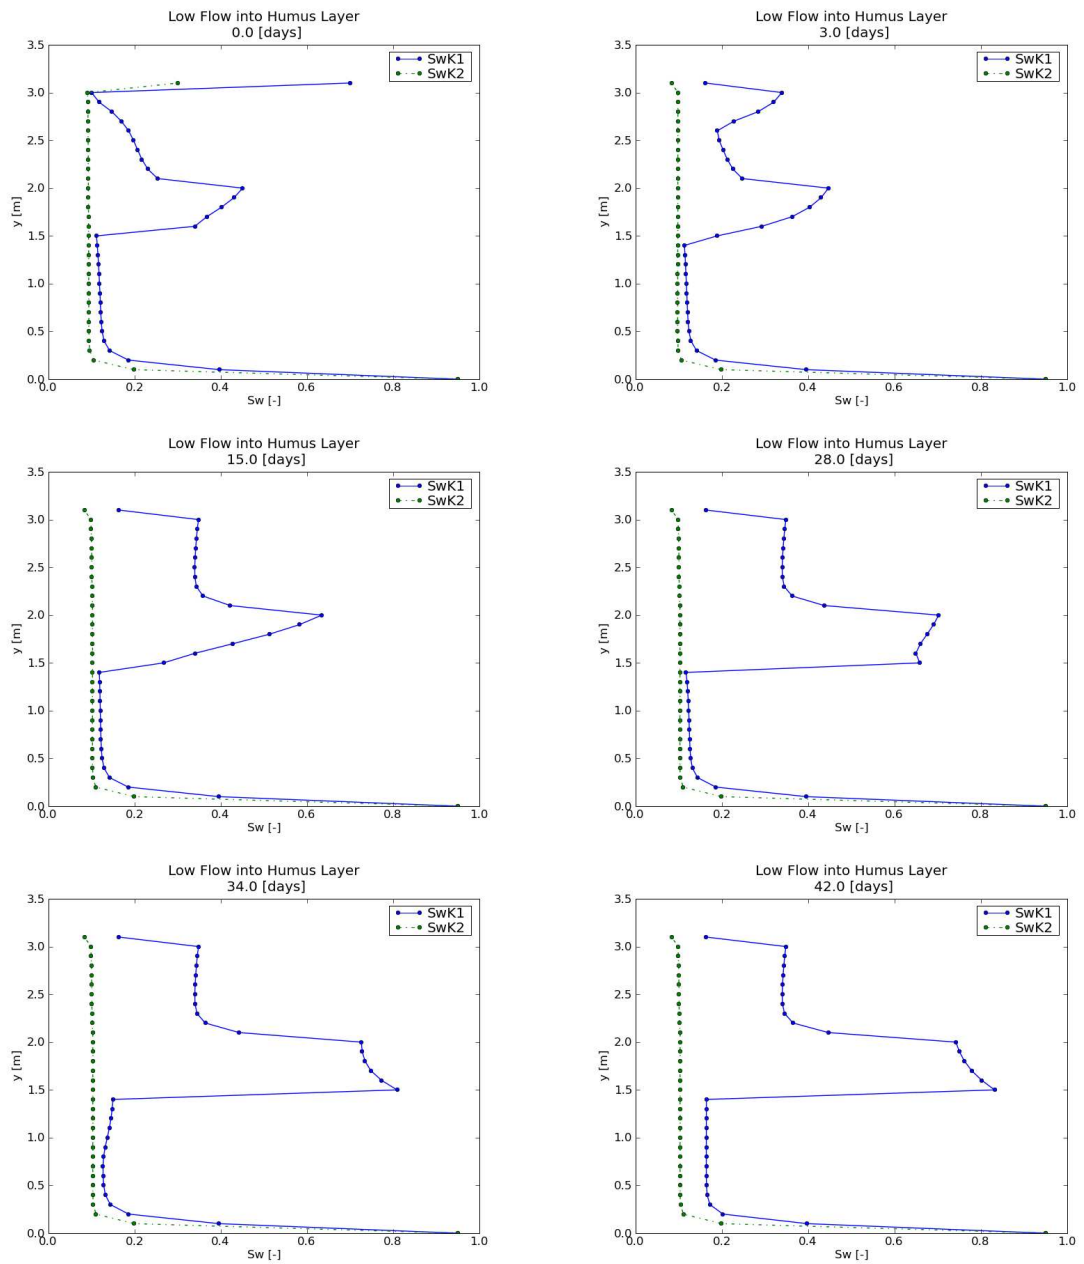 Low Flow into Humus Layer
0.0 [days]
3.5
3.0
2.5
2.0
1.5
1.0
0.5
0.0
y [m]
SwK1
SwK2
0.0 0.2 0.4 0.6 0.8 1.0
Sw [-]
Low Flow into Humus Layer
3.0 [days]
3.5
3.0
2.5
2.0
1.5
1.0
0.5
0.0
y [m]
SwK1
SwK2
0.0 0.2 0.4 0.6 0.8 1.0
Sw [-]
Low Flow into Humus Layer
15.0 [days]
3.5
3.0
2.5
2.0
1.5
1.0
0.5
0.0
y [m]
SwK1
SwK2
0.0 0.2 0.4 0.6 0.8 1.0
Sw [-]
Low Flow into Humus Layer
28.0 [days]
3.5
3.0
2.5
2.0
1.5
1.0
0.5
0.0
y [m]
SwK1
SwK2
0.0 0.2 0.4 0.6 0.8 1.0
Sw [-]
Low Flow into Humus Layer
34.0 [days]
3.5
3.0
2.5
2.0
1.5
1.0
0.5
0.0
y [m]
SwK1
SwK2
0.0 0.2 0.4 0.6 0.8 1.0
Sw [-]
Low Flow into Humus Layer
42.0 [days]
3.5
3.0
2.5
2.0
1.5
1.0
0.5
0.0
y [m]
SwK1
SwK2
0.0 0.2 0.4 0.6 0.8 1.0
Sw [-]